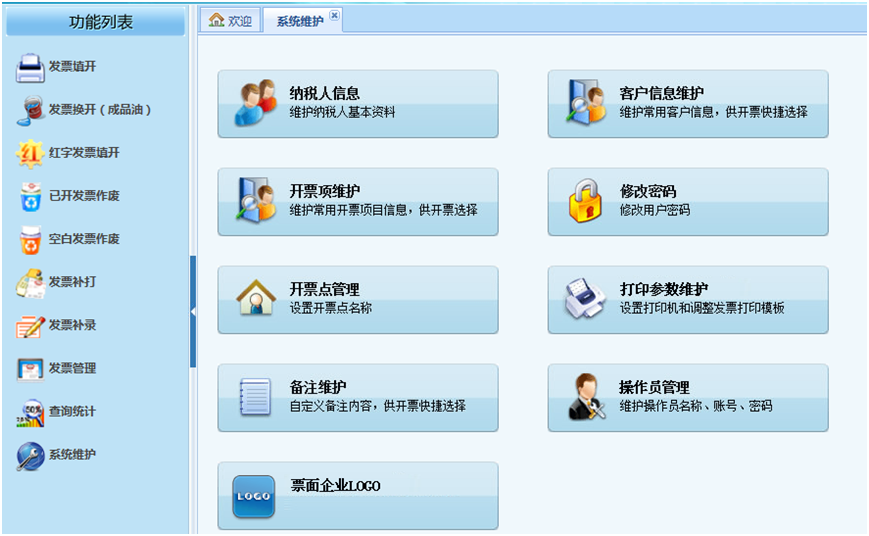 功能列表
发票填开
发票换开（成品油）
红字发票填开
已开发票作废
空白发票作废
发票补打
发票补录
发票管理
查询统计
系统维护
欢迎
系统维护
纳税人信息
维护纳税人基本资料
客户信息维护
维护常用客户信息，供开票快捷选择
开票项维护
维护常用开票项目信息，供开票选择
修改密码
修改用户密码
开票点管理
设置开票点名称
打印参数维护
设置打印机和调整发票打印模板
备注维护
自定义备注内容，供开票快捷选择
操作员管理
维护操作员名称、账号、密码
LOGO
票面企业LOGO